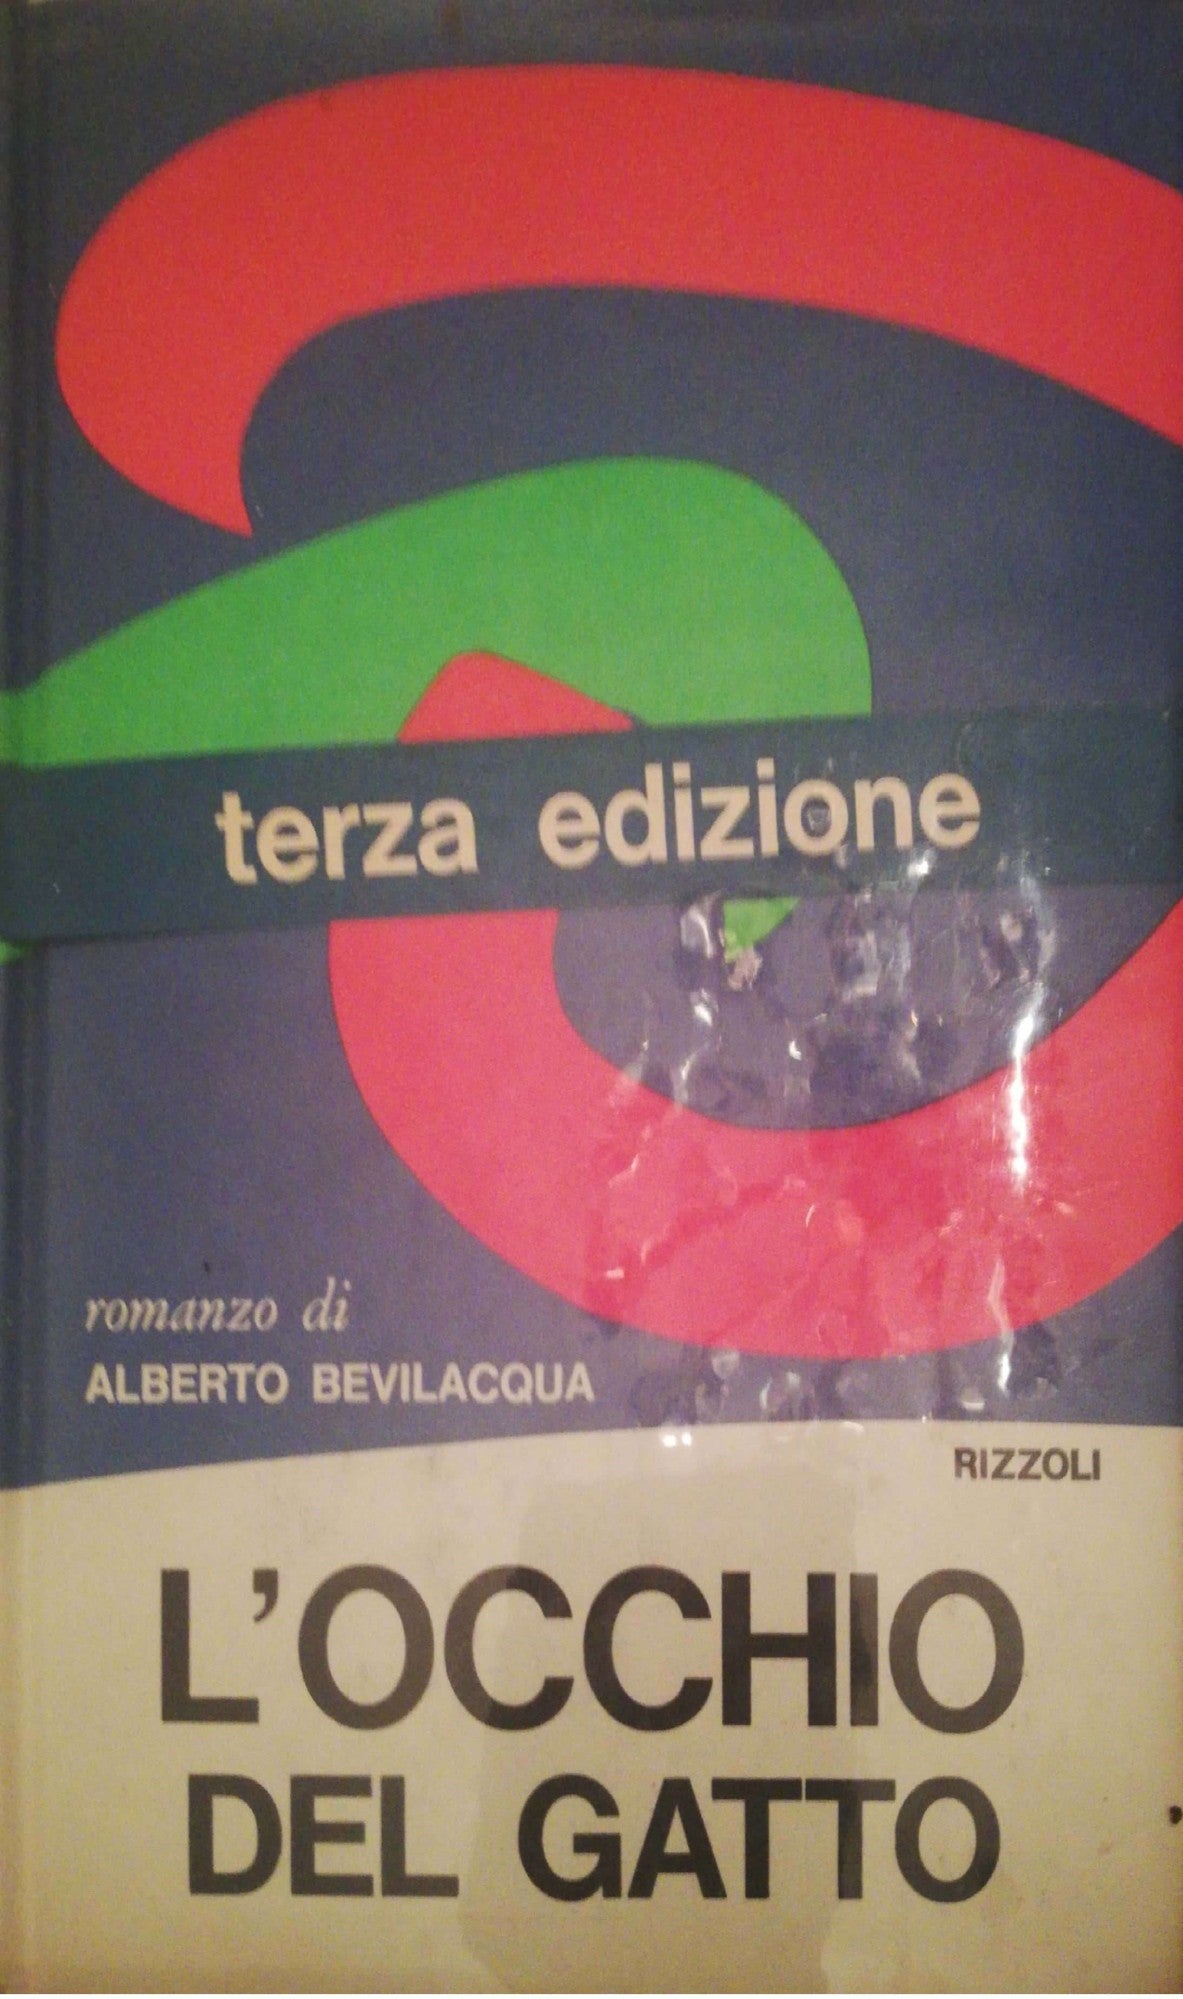 terza edizione
romanzo di
ALBERTO BEVILACQUA
RIZZOLI
L'OCCHIO
DEL GATTO